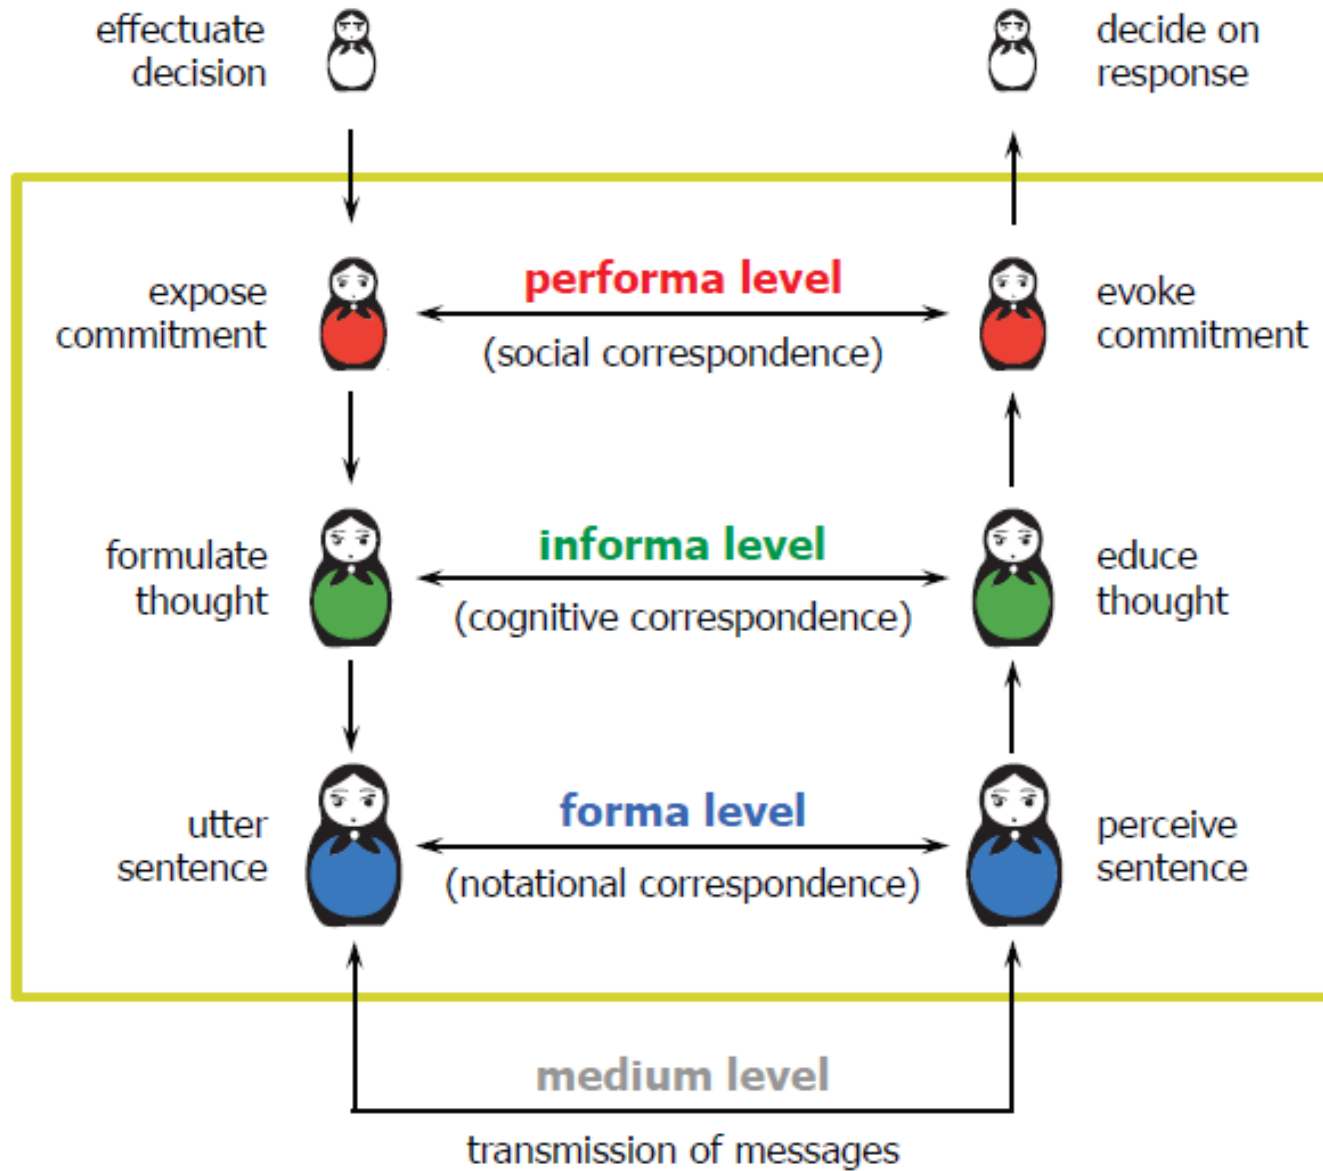 effectuate
decision
decide on
response
expose
commitment
performa level
(social correspondence)
evoke
commitment
formulate
thought
informa level
(cognitive correspondence)
educe
thought
utter
sentence
forma level
(notational correspondence)
perceive
sentence
medium level
transmission of messages